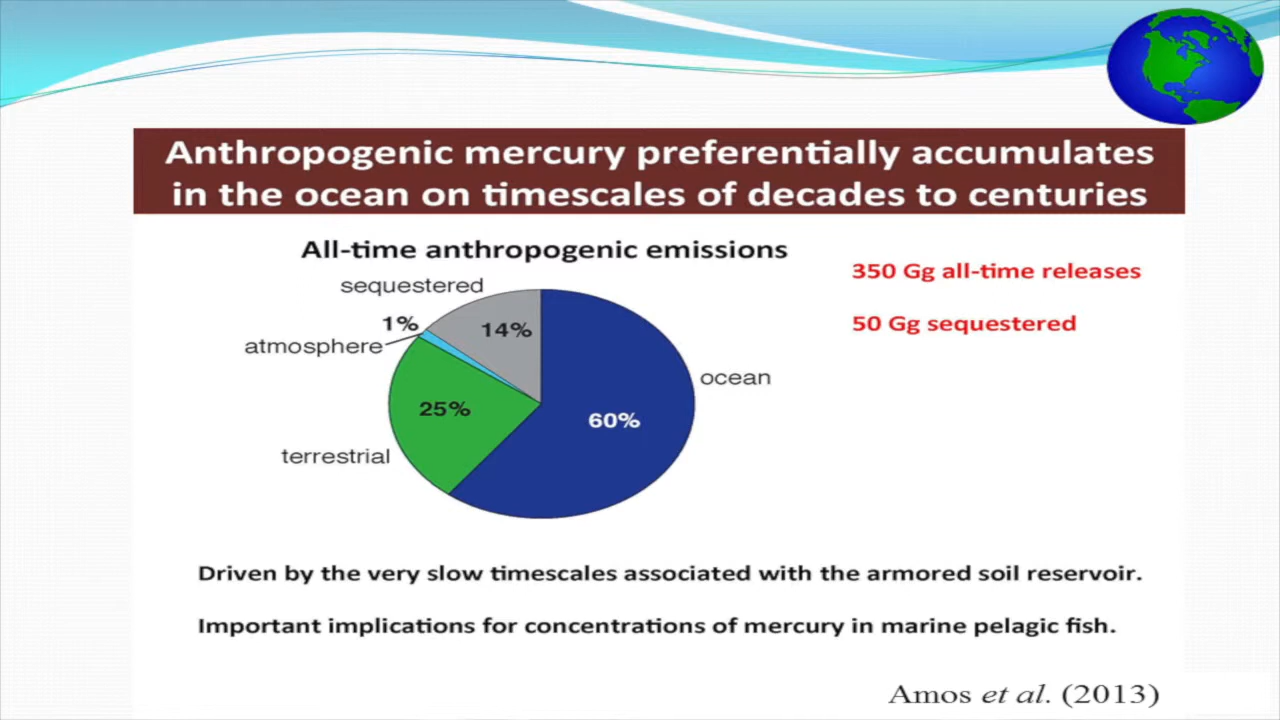 Anthropogenic mercury preferentially accumulates
in the ocean on timescales of decades to centuries
All-time anthropogenic emissions
350 Gg all-time releases
50 Gg sequestered
sequestered
1%
14%
atmosphere
ocean
25%
60%
terrestrial
Driven by the very slow timescales associated with the armored soil reservoir.
Important implications for concentrations of mercury in marine pelagic fish.
Amos et al. (2013)